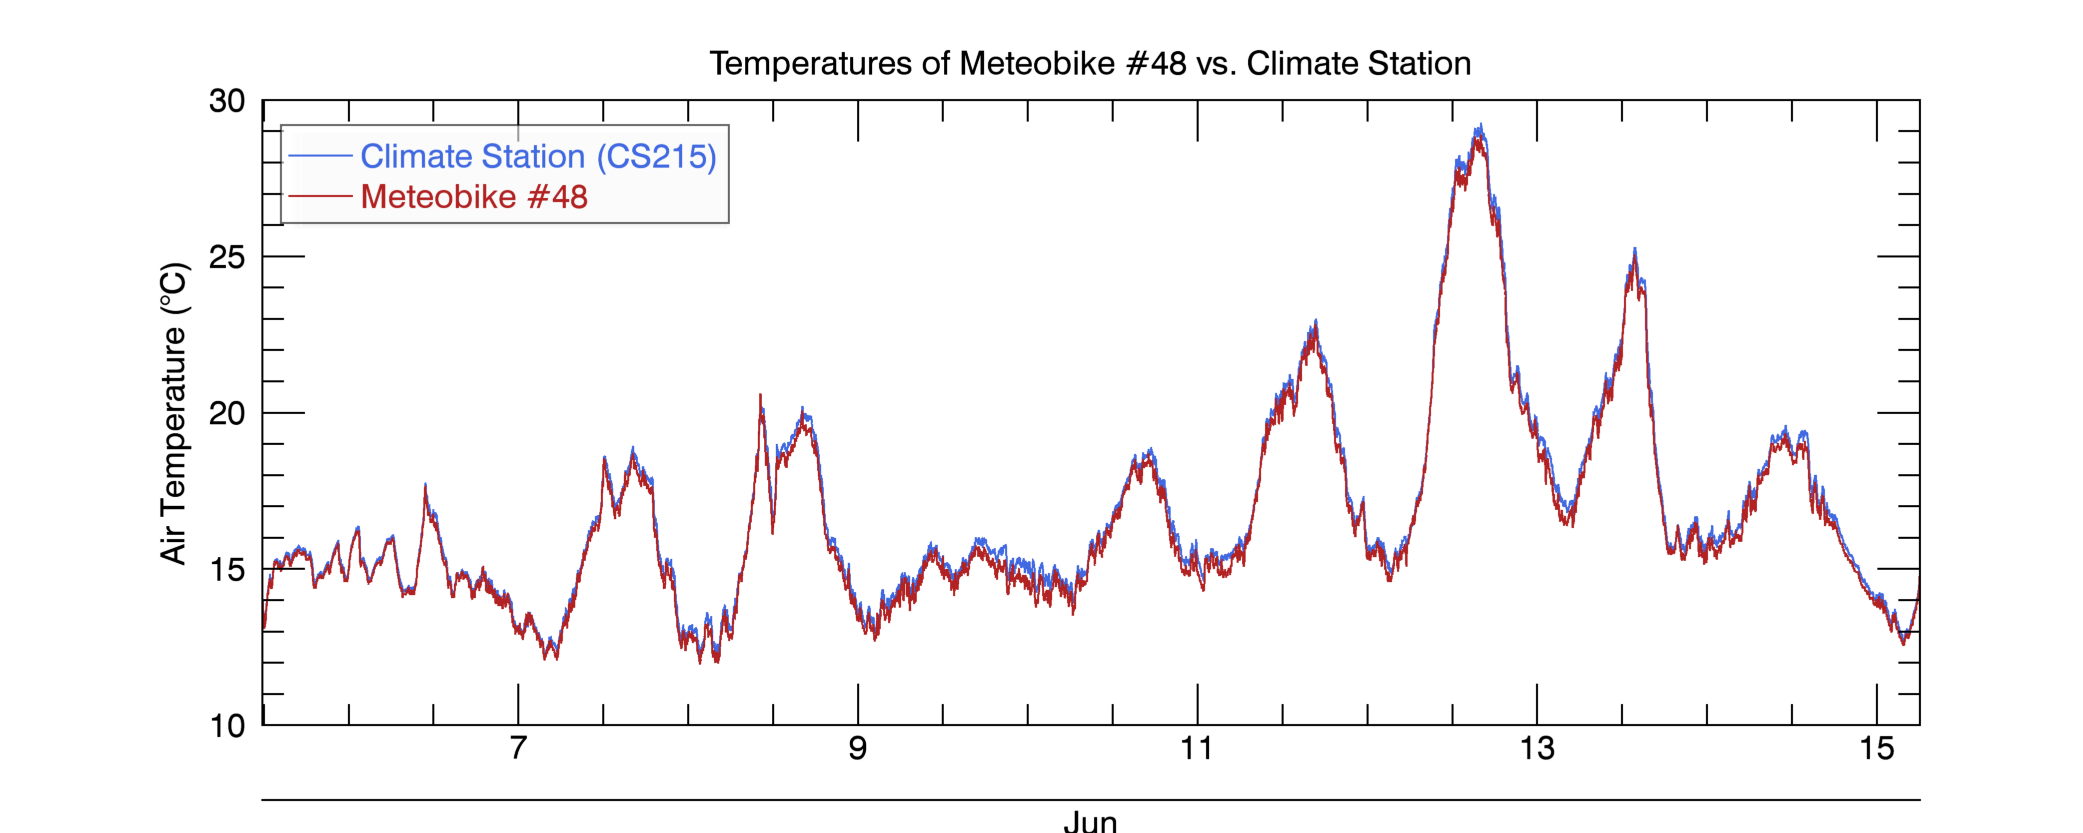 Temperatures of Meteobike #48 vs. Climate Station
30
Climate Station (CS215)
Meteobike #48
25
20
15
10
Air Temperature (°C)
7 9 11 13 15
Jun